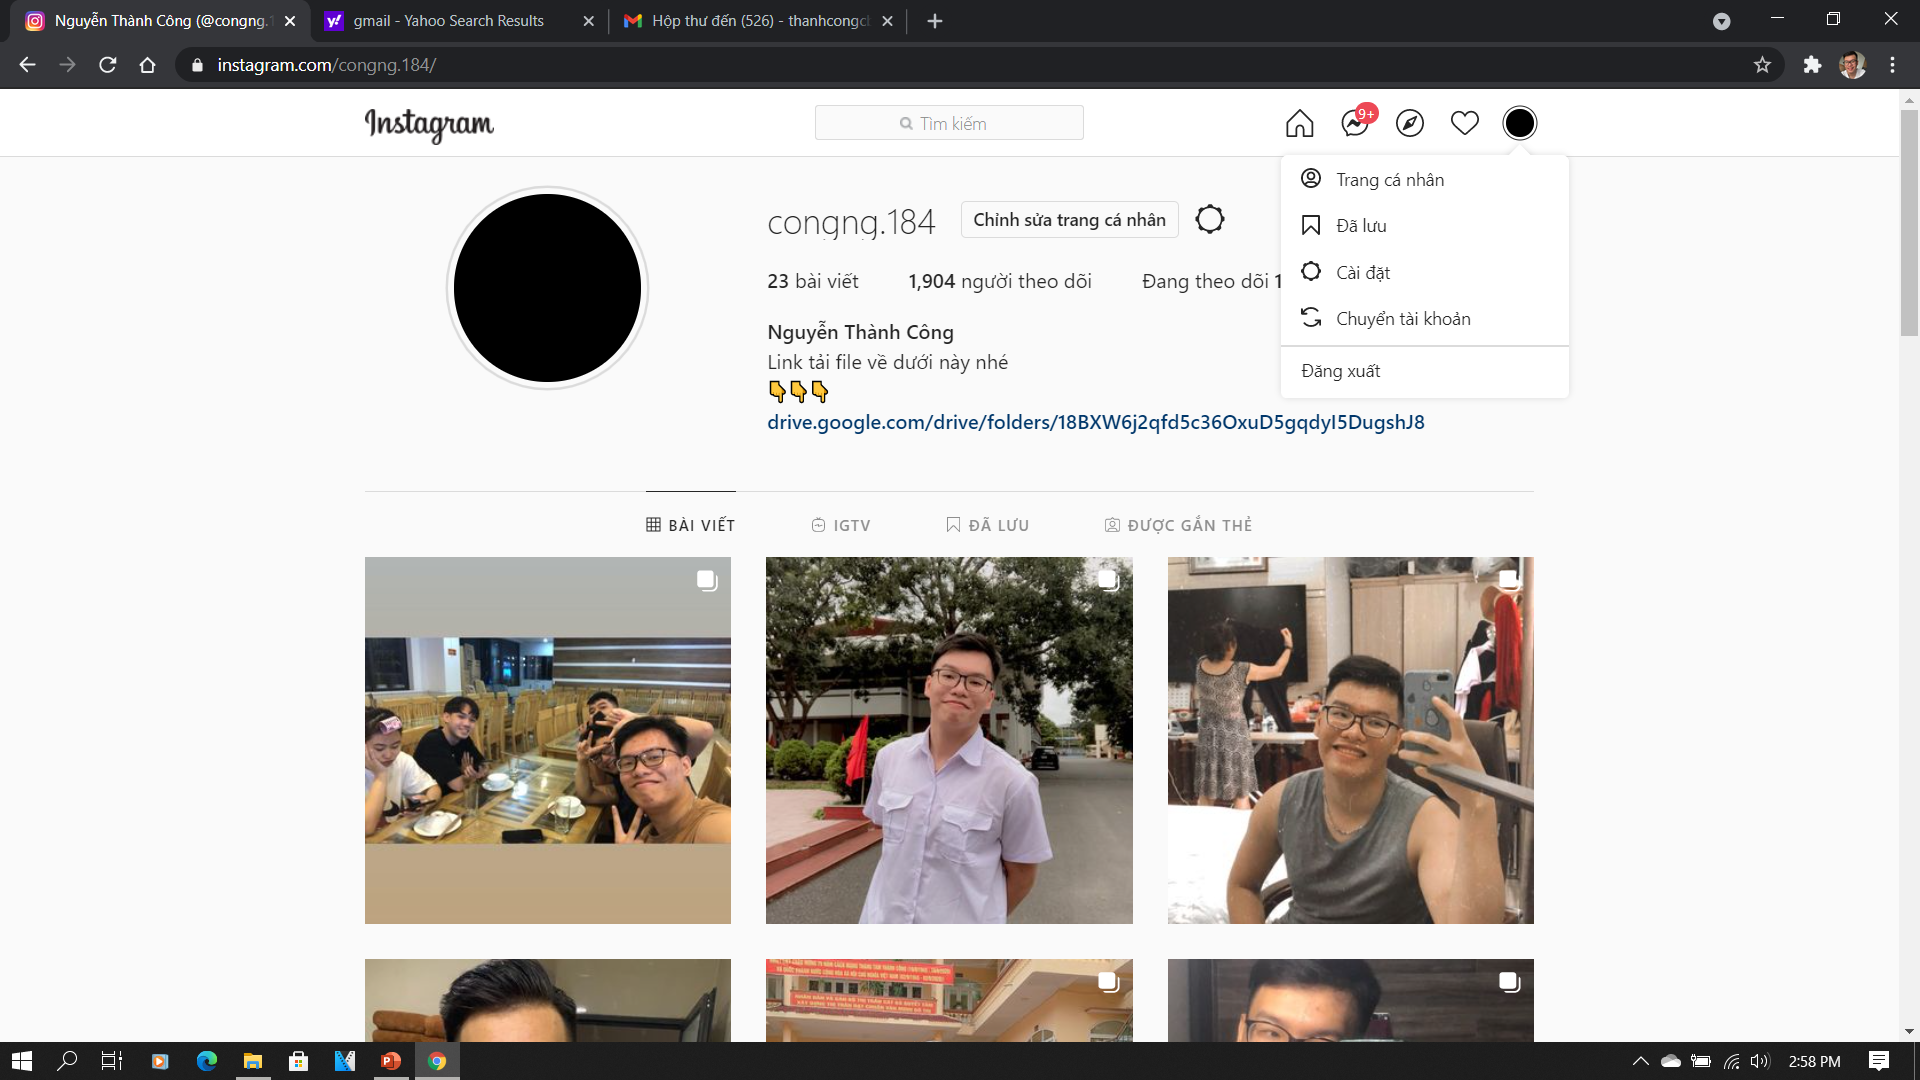 Nguyễn Thành Công (@congng.1
gmail - Yahoo Search Results
Hộp thư đến (526) - thanhcongcb
instagram.com/congng.184/
Instagram
Tìm kiếm
9+
Trang cá nhân
Đã lưu
Cài đặt
Chuyển tài khoản
Đăng xuất
congng.184
Chỉnh sửa trang cá nhân
23 bài viết
1,904 người theo dõi
Đang theo dõi 1
Nguyễn Thành Công
Link tải file về dưới này nhé
👇👇👇
drive.google.com/drive/folders/18BXW6j2qfd5c36OxuD5gqdyI5DugshJ8
BÀI VIẾT
IGTV
ĐÃ LƯU
ĐƯỢC GẮN THẺ
2:58 PM